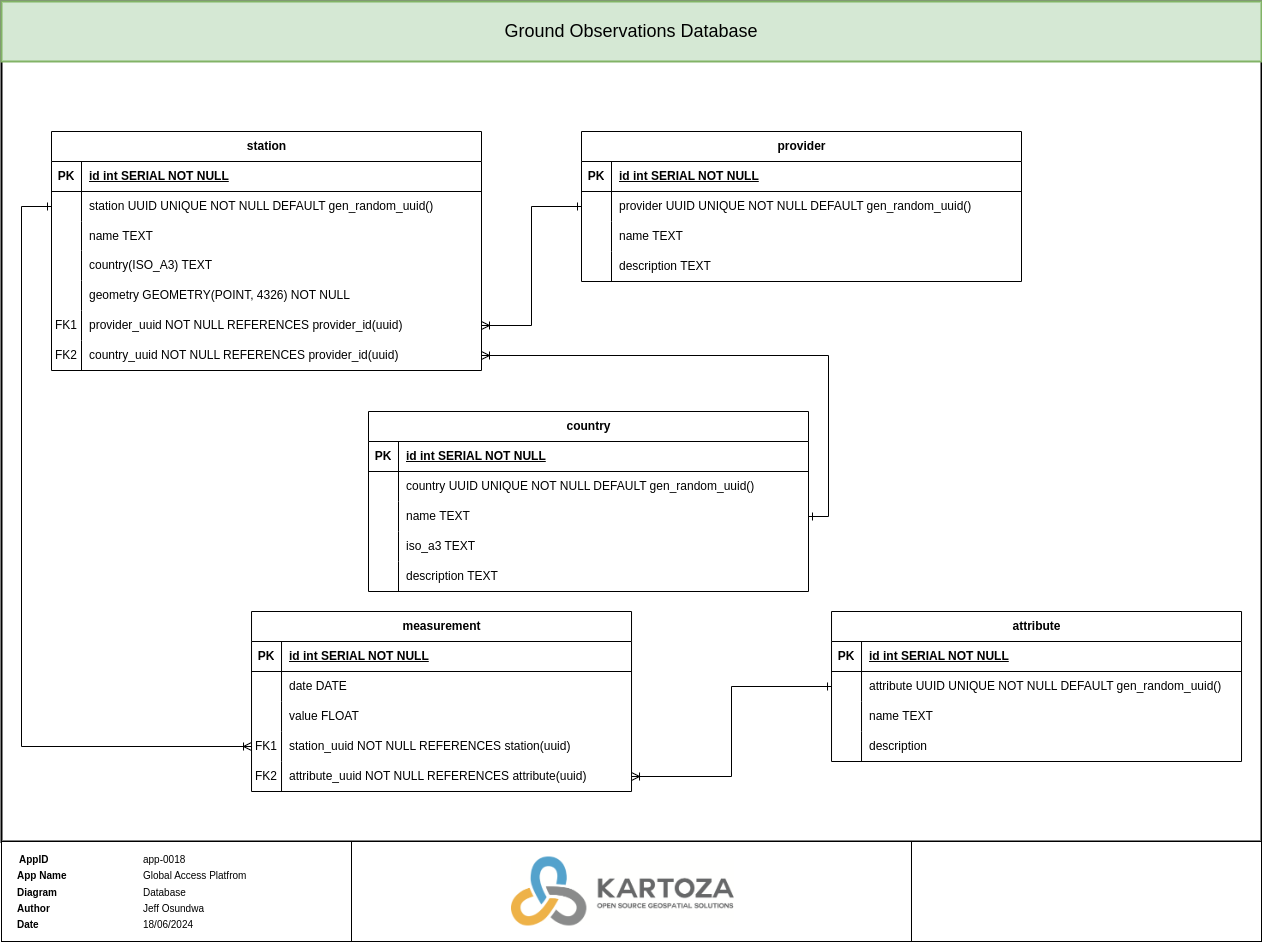 Ground Observations Database
station
PK id int SERIAL NOT NULL
station UUID UNIQUE NOT NULL DEFAULT gen_random_uuid()
name TEXT
country(ISO_A3) TEXT
geometry GEOMETRY(POINT, 4326) NOT NULL
FK1 provider_uuid NOT NULL REFERENCES provider_id(uuid)
FK2 country_uuid NOT NULL REFERENCES provider_id(uuid)
provider
PK id int SERIAL NOT NULL
provider UUID UNIQUE NOT NULL DEFAULT gen_random_uuid()
name TEXT
description TEXT
country
PK id int SERIAL NOT NULL
country UUID UNIQUE NOT NULL DEFAULT gen_random_uuid()
name TEXT
iso_a3 TEXT
description TEXT
measurement
PK id int SERIAL NOT NULL
date DATE
value FLOAT
FK1 station_uuid NOT NULL REFERENCES station(uuid)
FK2 attribute_uuid NOT NULL REFERENCES attribute(uuid)
attribute
PK id int SERIAL NOT NULL
attribute UUID UNIQUE NOT NULL DEFAULT gen_random_uuid()
name TEXT
description
AppID app-0018
App Name Global Access Platfrom
Diagram Database
Author Jeff Osundwa
Date 18/06/2024
KARTOZA
OPEN SOURCE GEOSPATIAL SOLUTIONS